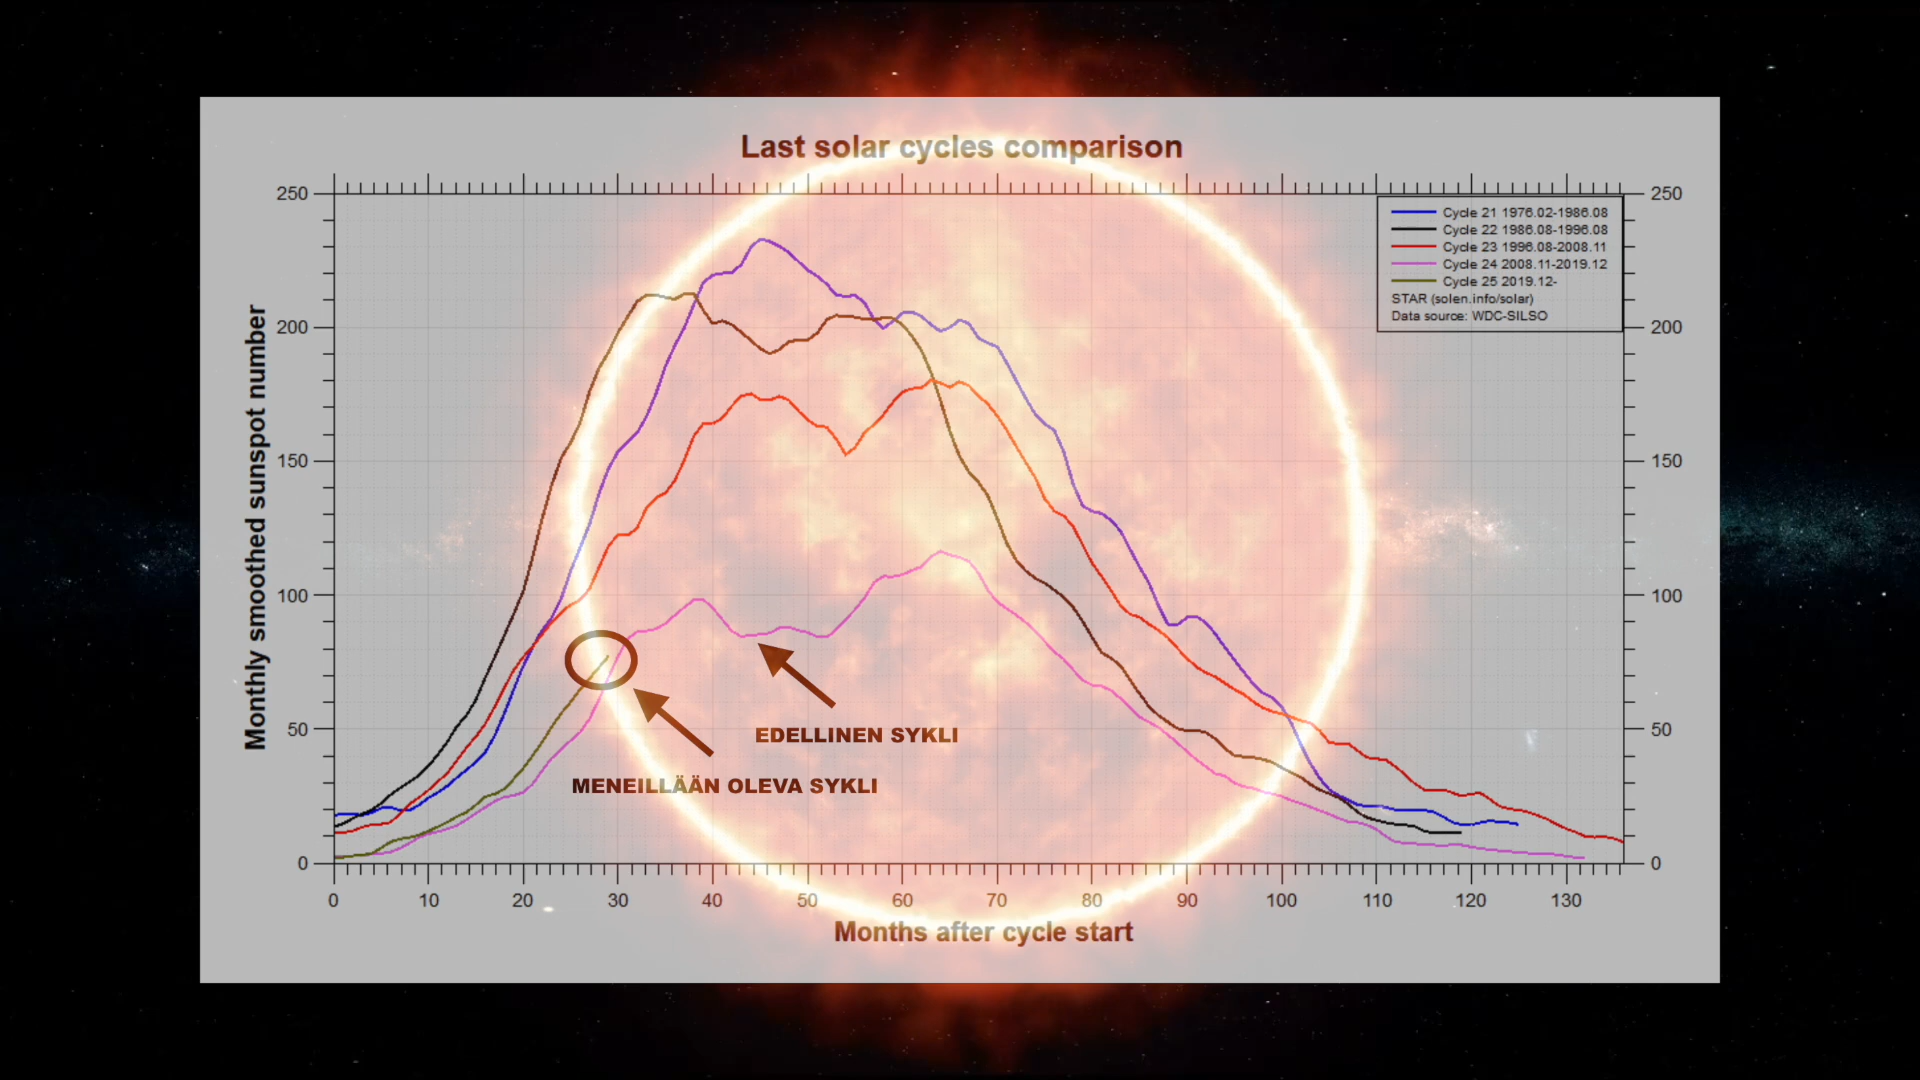 Last solar cycles comparison
250
200
150
100
50
0
Monthly smoothed sunspot number
250
200
150
100
50
0
Cycle 21 1976.02-1986.08
Cycle 22 1986.08-1996.08
Cycle 23 1996.08-2008.11
Cycle 24 2008.11-2019.12
Cycle 25 2019.12-
STAR (solen.info/solar)
Data source: WDC-SILSO
EDELLINEN SYKLI
MENEILLÄÄN OLEVA SYKLI
0 10 20 30 40 50 60 70 80 90 100 110 120 130
Months after cycle start